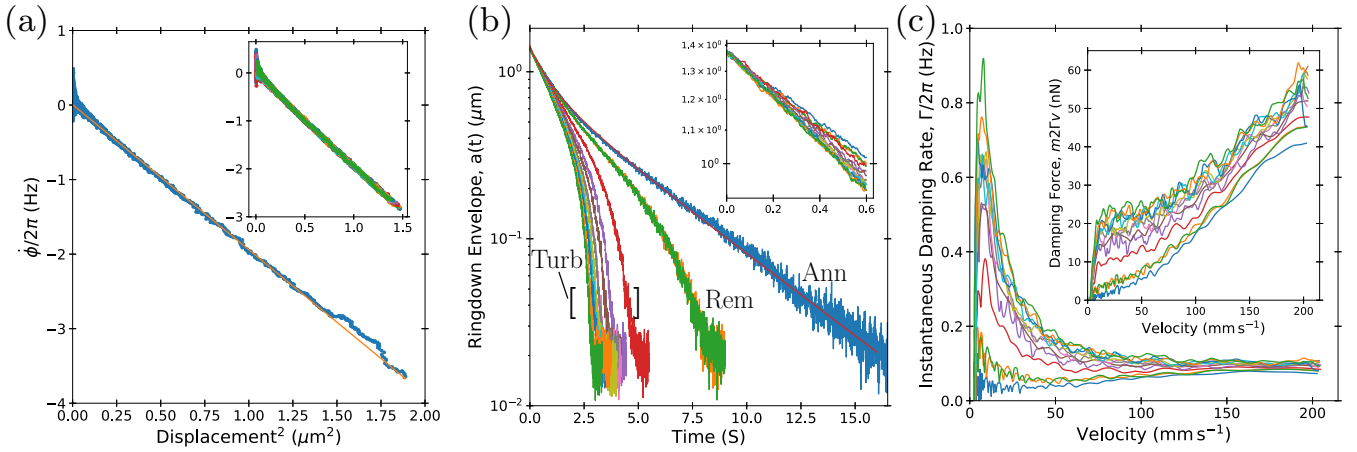 (a)
1
0
−1
−2
−3
−4
ϕ̇/2π (Hz)
0.00 0.25 0.50 0.75 1.00 1.25 1.50 1.75 2.00
Displacement² (μm²)
0
−1
−2
−3
0.0 0.5 1.0 1.5
(b)
10⁰
10⁻¹
10⁻²
Ringdown Envelope, a(t) (μm)
0.0 2.5 5.0 7.5 10.0 12.5 15.0
Time (S)
Turb
[ ]
Rem
Ann
1.4 × 10⁰
1.3 × 10⁰
1.2 × 10⁰
1.1 × 10⁰
10⁰
0.0 0.2 0.4 0.6
(c)
1.0
0.8
0.6
0.4
0.2
0.0
Instantaneous Damping Rate, Γ/2π (Hz)
0 50 100 150 200
Velocity (mm s⁻¹)
60
50
40
30
20
10
0
Damping Force, m2Γv (nN)
0 50 100 150 200
Velocity (mm s⁻¹)